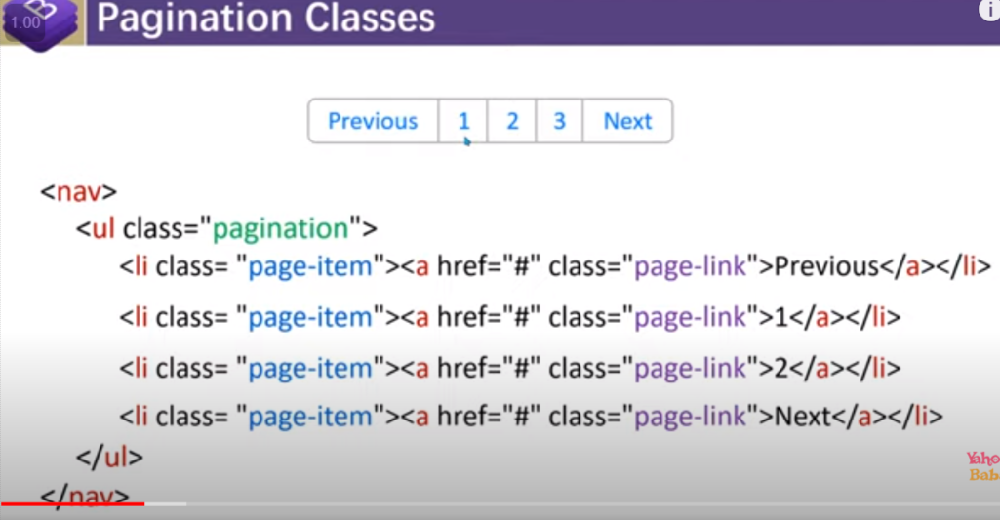 1.00
Pagination Classes
i
Previous 1 2 3 Next
<nav>
<ul class="pagination">
<li class= "page-item"><a href="#" class="page-link">Previous</a></li>
<li class= "page-item"><a href="#" class="page-link">1</a></li>
<li class= "page-item"><a href="#" class="page-link">2</a></li>
<li class= "page-item"><a href="#" class="page-link">Next</a></li>
</ul>
Yaho
Bab
</nav>